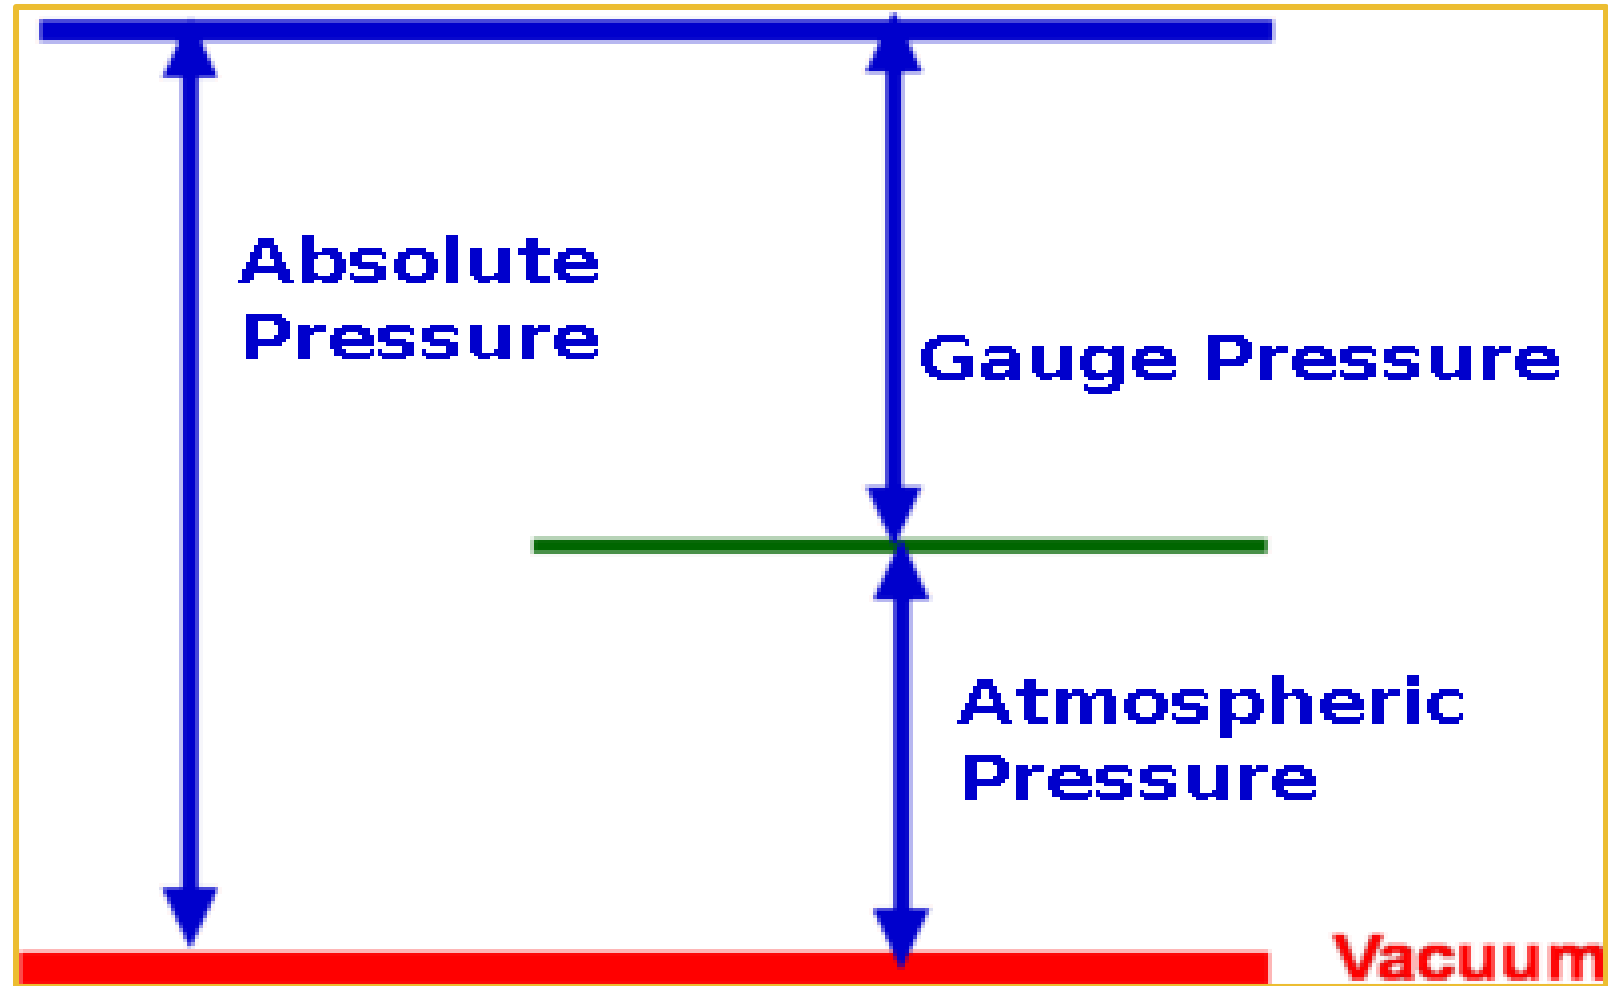 Absolute
Pressure
Gauge Pressure
Atmospheric
Pressure
Vacuum